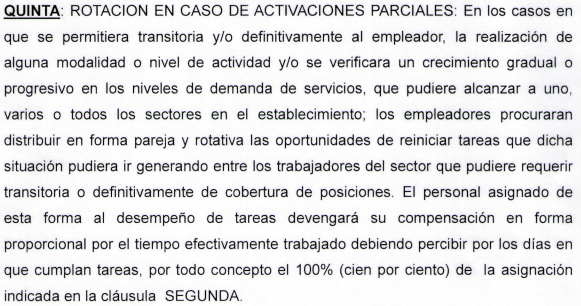 QUINTA: ROTACION EN CASO DE ACTIVACIONES PARCIALES: En los casos en
que se permitiera transitoria y/o definitivamente al empleador, la realización de
alguna modalidad o nivel de actividad y/o se verificara un crecimiento gradual o
progresivo en los niveles de demanda de servicios, que pudiere alcanzar a uno,
varios o todos los sectores en el establecimiento; los empleadores procuraran
distribuir en forma pareja y rotativa las oportunidades de reiniciar tareas que dicha
situación pudiera ir generando entre los trabajadores del sector que pudiere requerir
transitoria o definitivamente de cobertura de posiciones. El personal asignado de
esta forma al desempeño de tareas devengará su compensación en forma
proporcional por el tiempo efectivamente trabajado debiendo percibir por los días en
que cumplan tareas, por todo concepto el 100% (cien por ciento) de la asignación
indicada en la cláusula SEGUNDA.